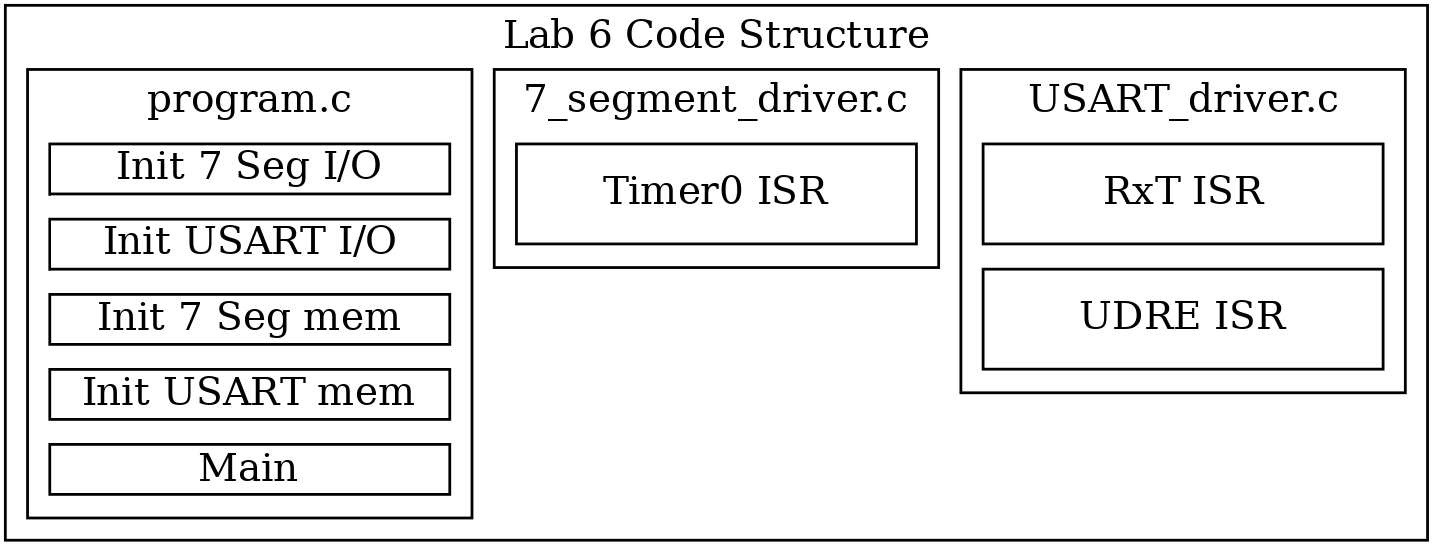 Lab 6 Code Structure
program.c
Init 7 Seg I/O
Init USART I/O
Init 7 Seg mem
Init USART mem
Main
7_segment_driver.c
Timer0 ISR
USART_driver.c
RxT ISR
UDRE ISR